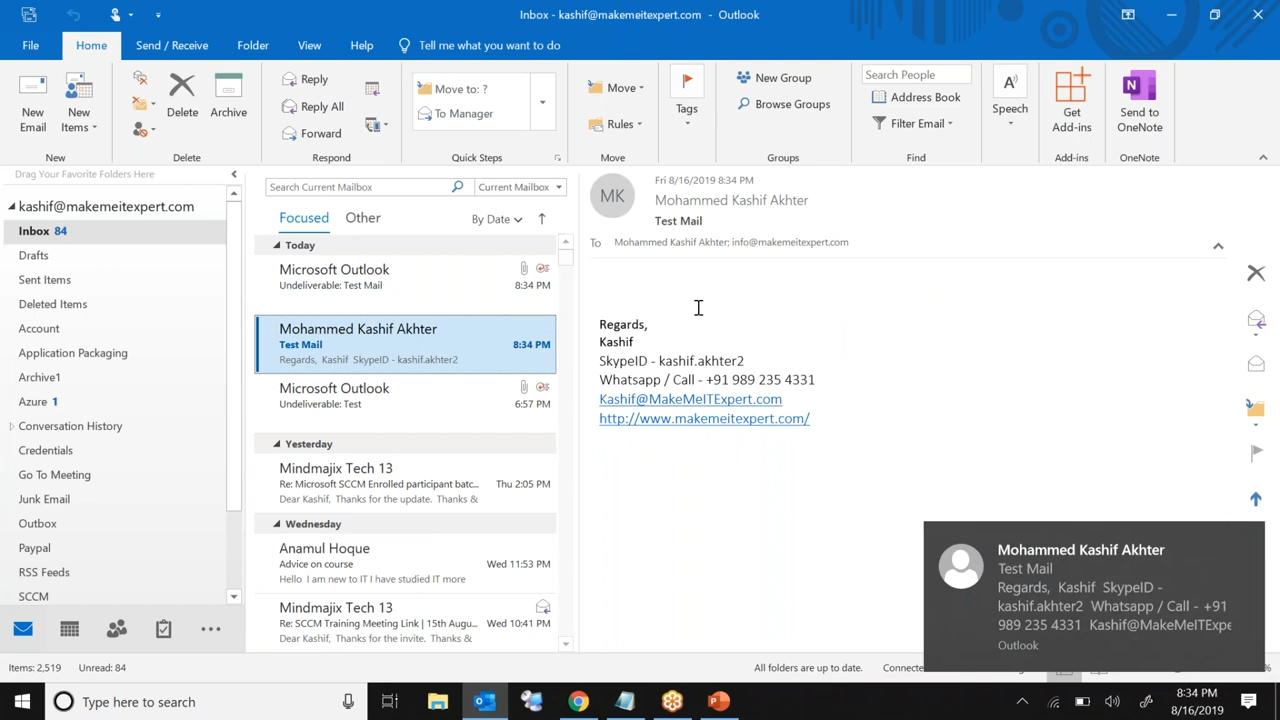 Inbox - kashif@makemeitexpert.com - Outlook
File Home Send / Receive Folder View Help Tell me what you want to do
New Email
New Items
New
Delete
Archive
Delete
Reply
Reply All
Forward
Respond
Move to: ?
To Manager
Quick Steps
Move
Rules
Move
Tags
New Group
Browse Groups
Groups
Search People
Address Book
Filter Email
Find
Speech
Get Add-ins
Add-ins
Send to OneNote
OneNote
Drag Your Favorite Folders Here
kashif@makemeitexpert.com
Inbox 84
Drafts
Sent Items
Deleted Items
Account
Application Packaging
Archive1
Azure 1
Conversation History
Credentials
Go To Meeting
Junk Email
Outbox
Paypal
RSS Feeds
SCCM
Search Current Mailbox Current Mailbox
Focused Other By Date
Today
Microsoft Outlook
Undeliverable: Test Mail 8:34 PM
Mohammed Kashif Akhter
Test Mail 8:34 PM
Regards, Kashif SkypeID - kashif.akhter2
Microsoft Outlook
Undeliverable: Test 6:57 PM
Yesterday
Mindmajix Tech 13
Re: Microsoft SCCM Enrolled participant batc... Thu 2:05 PM
Dear Kashif, Thanks for the update. Thanks &
Wednesday
Anamul Hoque
Advice on course Wed 11:53 PM
Hello I am new to IT I have studied IT more
Mindmajix Tech 13
Re: SCCM Training Meeting Link | 15th Augu... Wed 10:41 PM
Dear Kashif, Thanks for the invite. Thanks &
MK
Fri 8/16/2019 8:34 PM
Mohammed Kashif Akhter
Test Mail
To Mohammed Kashif Akhter; info@makemeitexpert.com
Regards,
Kashif
SkypeID - kashif.akhter2
Whatsapp / Call - +91 989 235 4331
Kashif@MakeMeITExpert.com
http://www.makemeitexpert.com/
Mohammed Kashif Akhter
Test Mail
Regards, Kashif SkypeID -
kashif.akhter2 Whatsapp / Call - +91
989 235 4331 Kashif@MakeMeITExpe
Outlook
Items: 2,519 Unread: 84 All folders are up to date. Connecte
Type here to search
8:34 PM
8/16/2019